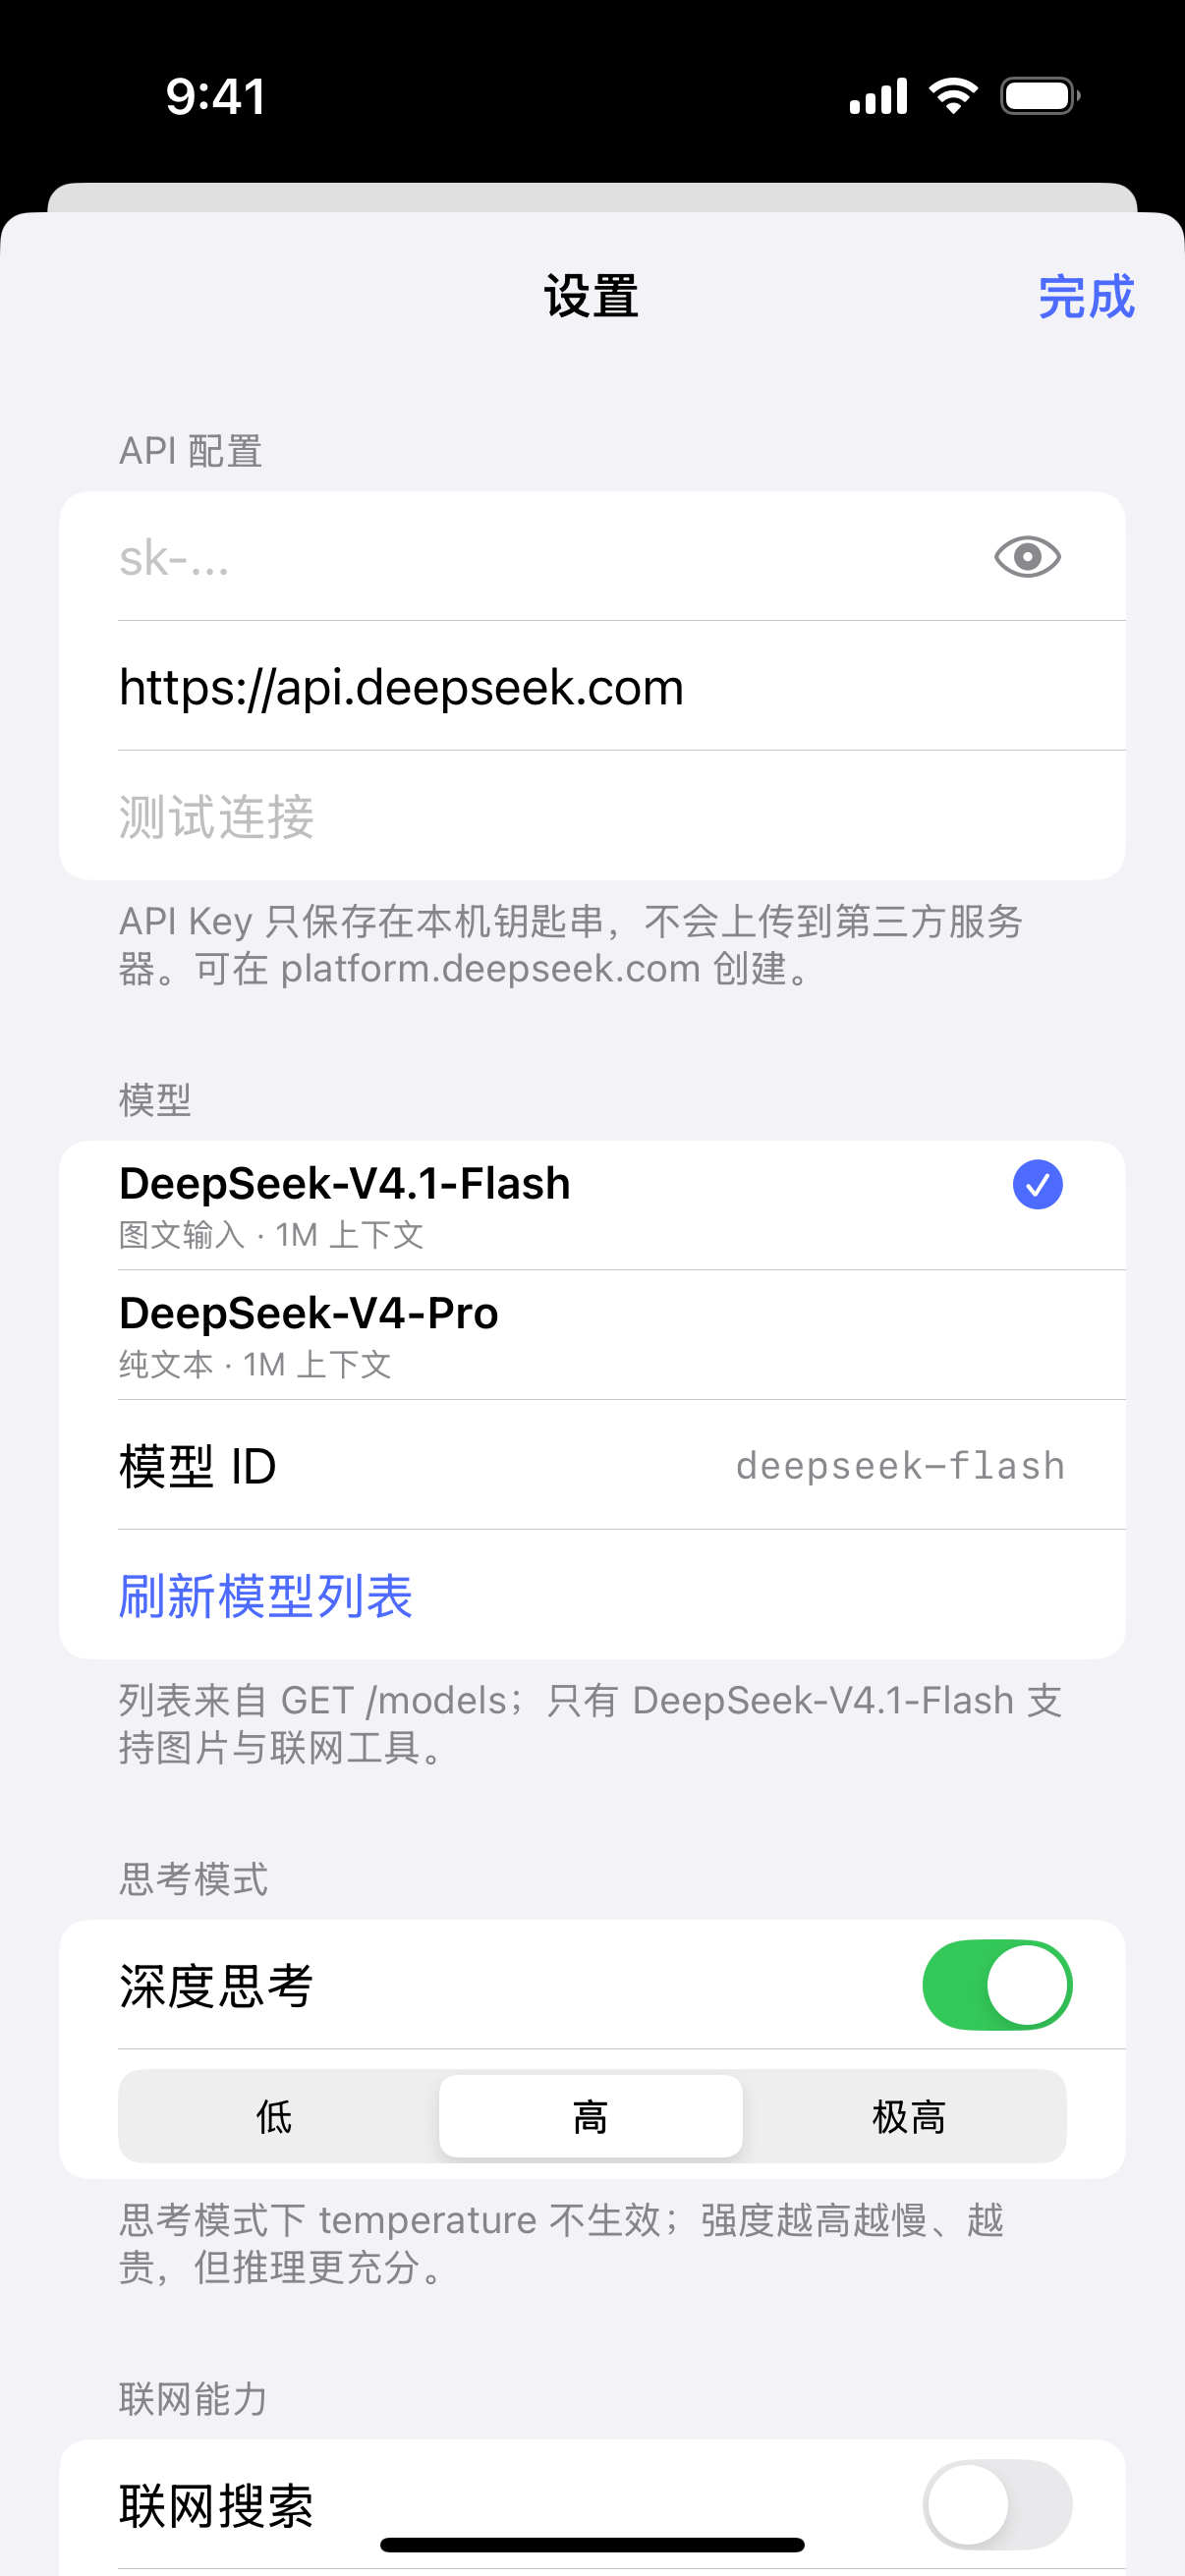 9:41
设置
完成
API 配置
sk-...
https://api.deepseek.com
测试连接
API Key 只保存在本机钥匙串，不会上传到第三方服务
器。可在 platform.deepseek.com 创建。
模型
DeepSeek-V4.1-Flash
图文输入 · 1M 上下文
DeepSeek-V4-Pro
纯文本 · 1M 上下文
模型 ID
deepseek-flash
刷新模型列表
列表来自 GET /models；只有 DeepSeek-V4.1-Flash 支
持图片与联网工具。
思考模式
深度思考
低
高
极高
思考模式下 temperature 不生效；强度越高越慢、越
贵，但推理更充分。
联网能力
联网搜索